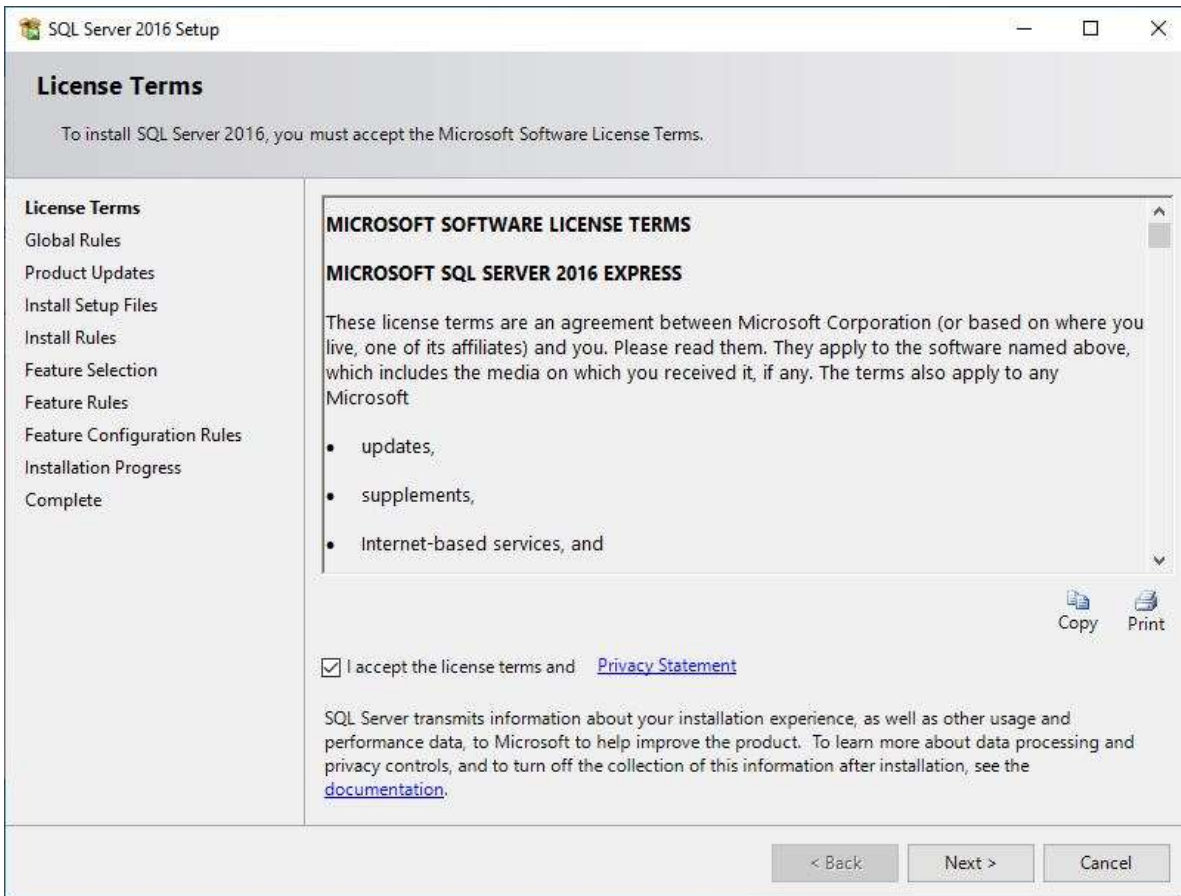 SQL Server 2016 Setup
License Terms
To install SQL Server 2016, you must accept the Microsoft Software License Terms.
License Terms
Global Rules
Product Updates
Install Setup Files
Install Rules
Feature Selection
Feature Rules
Feature Configuration Rules
Installation Progress
Complete
MICROSOFT SOFTWARE LICENSE TERMS
MICROSOFT SQL SERVER 2016 EXPRESS
These license terms are an agreement between Microsoft Corporation (or based on where you
live, one of its affiliates) and you. Please read them. They apply to the software named above,
which includes the media on which you received it, if any. The terms also apply to any
Microsoft
• updates,
• supplements,
• Internet-based services, and
Copy Print
I accept the license terms and Privacy Statement
SQL Server transmits information about your installation experience, as well as other usage and
performance data, to Microsoft to help improve the product. To learn more about data processing and
privacy controls, and to turn off the collection of this information after installation, see the
documentation.
< Back Next > Cancel